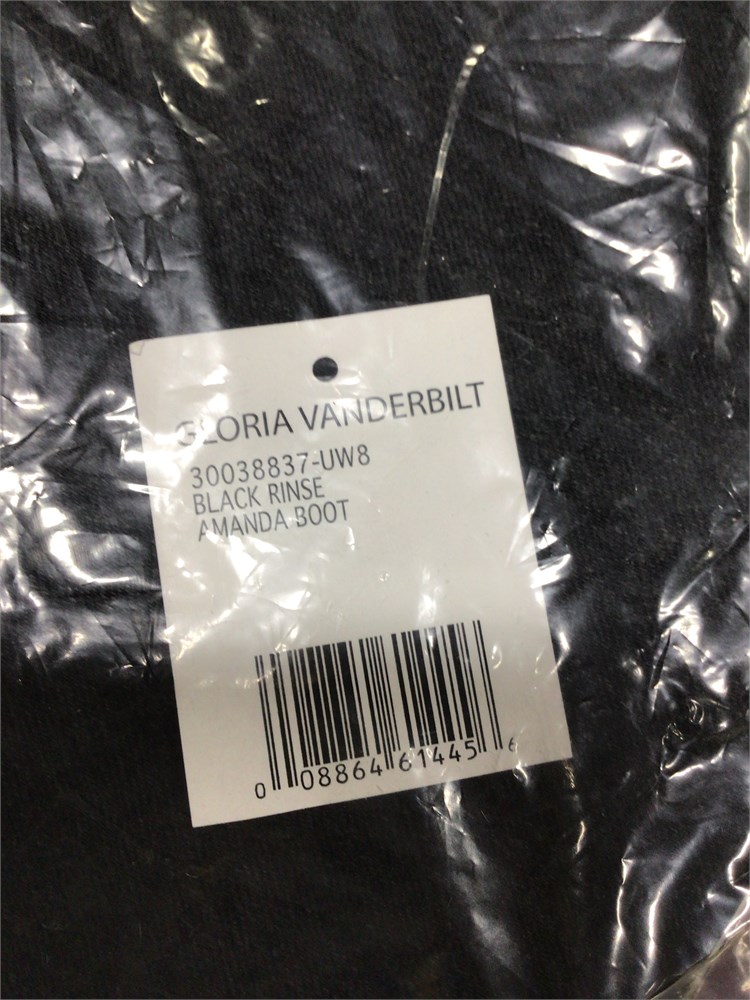 GLORIA VANDERBILT
30038837-UW8
BLACK RINSE
AMANDA BOOT
0 08864 61445 6